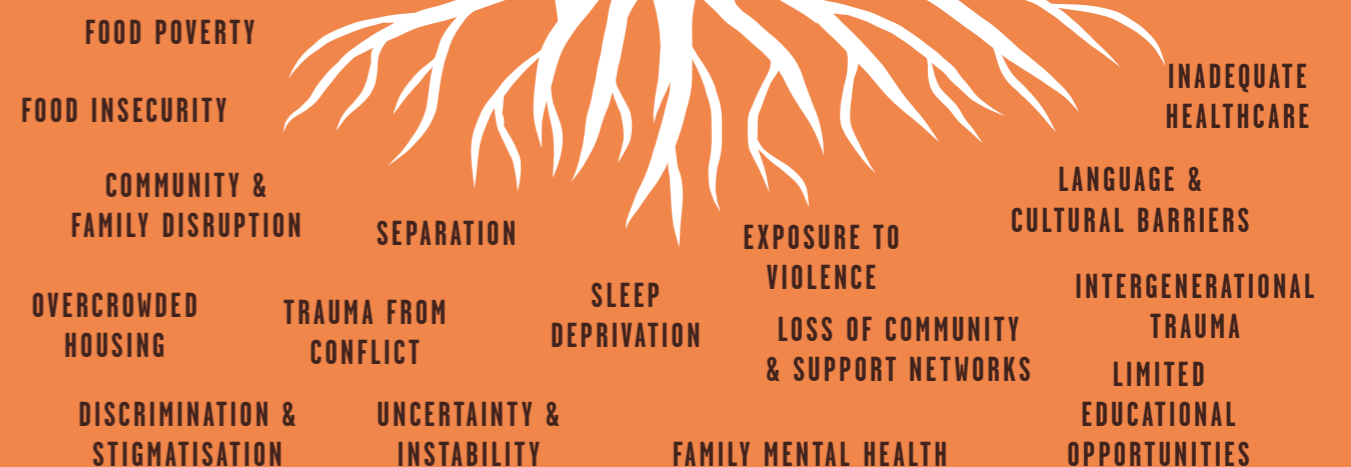 FOOD POVERTY
FOOD INSECURITY
COMMUNITY &
FAMILY DISRUPTION
SEPARATION
OVERCROWDED
HOUSING
TRAUMA FROM
CONFLICT
DISCRIMINATION &
STIGMATISATION
UNCERTAINTY &
INSTABILITY
SLEEP
DEPRIVATION
EXPOSURE TO
VIOLENCE
LOSS OF COMMUNITY
& SUPPORT NETWORKS
FAMILY MENTAL HEALTH
INADEQUATE
HEALTHCARE
LANGUAGE &
CULTURAL BARRIERS
INTERGENERATIONAL
TRAUMA
LIMITED
EDUCATIONAL
OPPORTUNITIES